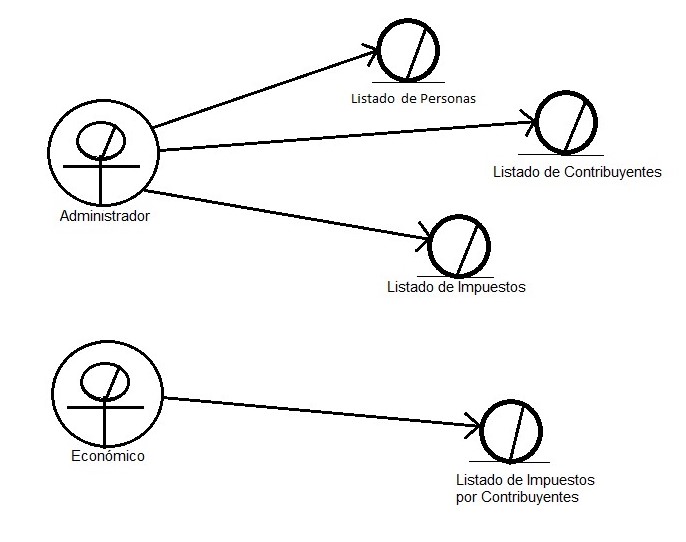 Listado de Personas
Listado de Contribuyentes
Administrador
Listado de Impuestos
Económico
Listado de Impuestos
por Contribuyentes